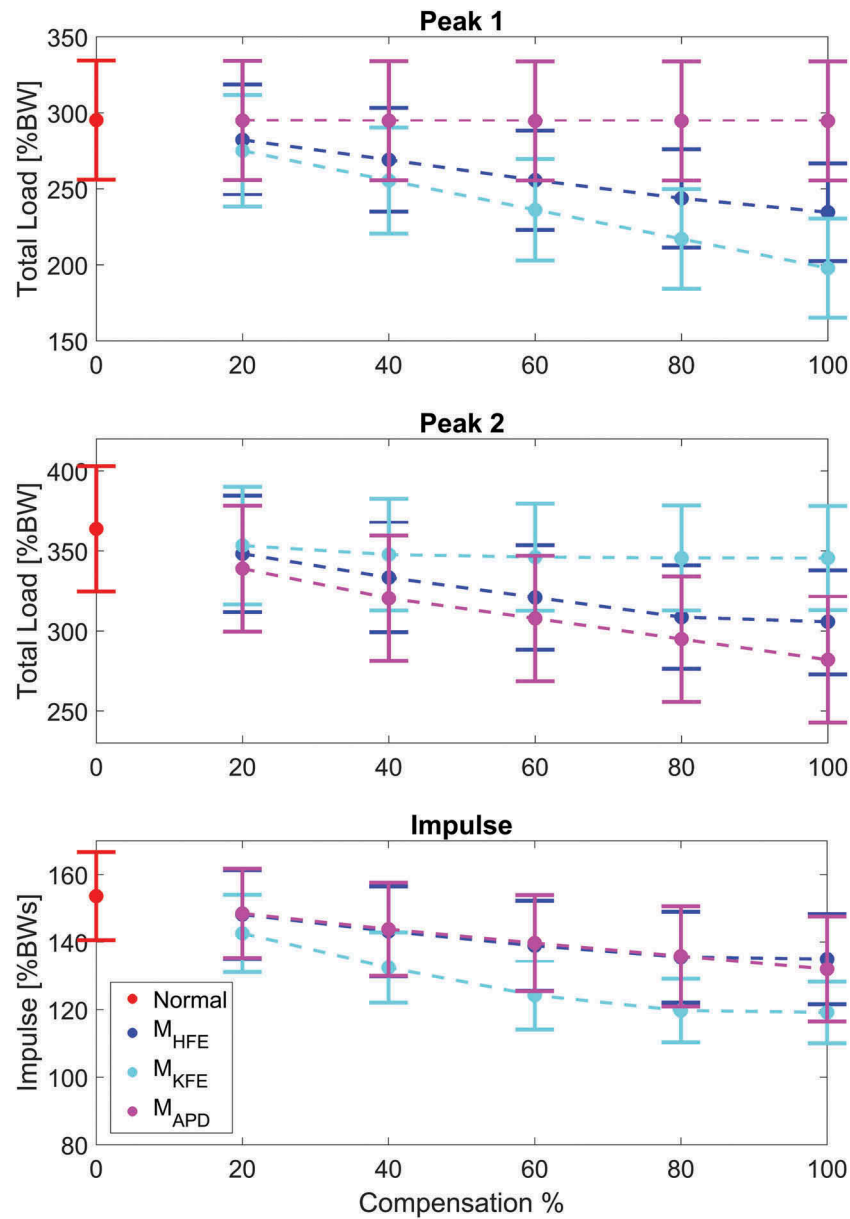 Peak 1
Total Load [%BW]
350
300
250
200
150
0 20 40 60 80 100
Peak 2
Total Load [%BW]
400
350
300
250
0 20 40 60 80 100
Impulse
Impulse [%BWs]
160
140
120
100
80
Normal
M_HFE
M_KFE
M_APD
0 20 40 60 80 100
Compensation %